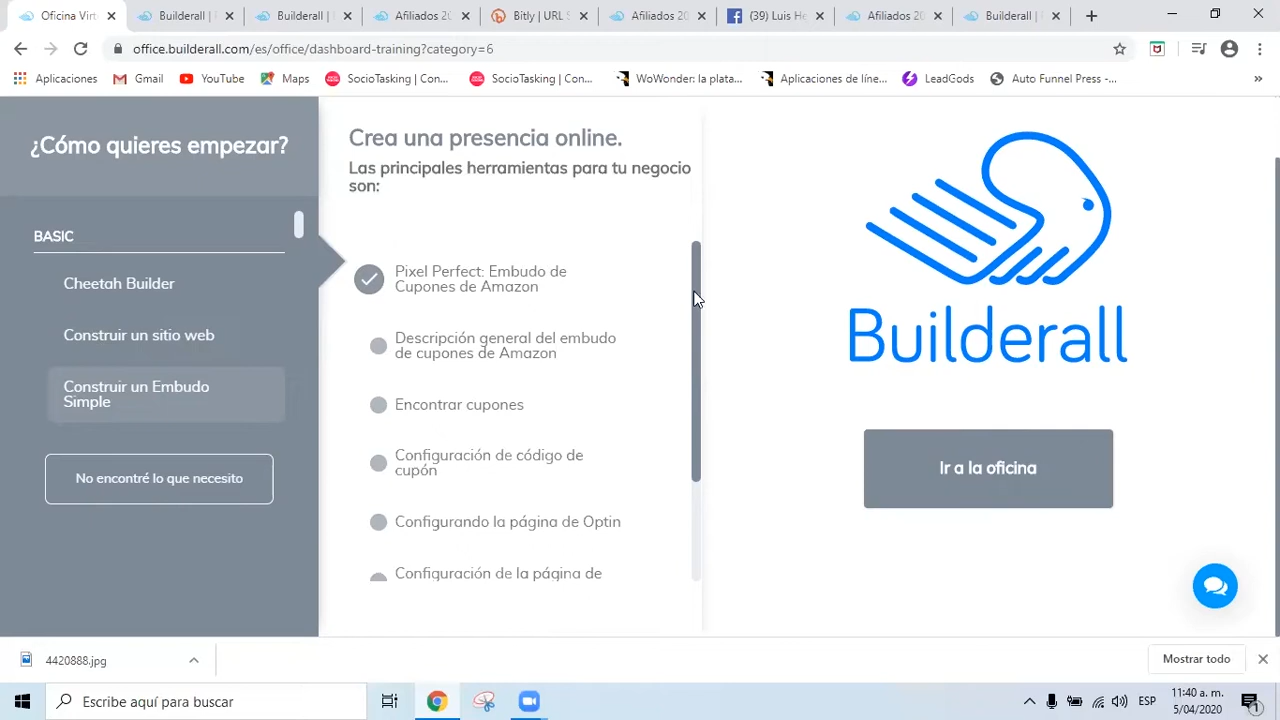 Oficina Virtu
Builderall |
Builderall |
Afiliados 20
Bitly | URL S
Afiliados 20
(39) Luis He
Afiliados 20
Builderall |
office.builderall.com/es/office/dashboard-training?category=6
Aplicaciones
Gmail
YouTube
Maps
SocioTasking | Con...
SocioTasking | Con...
WoWonder: la plata...
Aplicaciones de líne...
LeadGods
Auto Funnel Press -...
»
¿Cómo quieres empezar?
BASIC
Cheetah Builder
Construir un sitio web
Construir un Embudo
Simple
No encontré lo que necesito
Crea una presencia online.
Las principales herramientas para tu negocio
son:
Pixel Perfect: Embudo de
Cupones de Amazon
Descripción general del embudo
de cupones de Amazon
Encontrar cupones
Configuración de código de
cupón
Configurando la página de Optin
Configuración de la página de
Builderall
Ir a la oficina
4420888.jpg
Mostrar todo
Escribe aquí para buscar
ESP
11:40 a. m.
5/04/2020
1